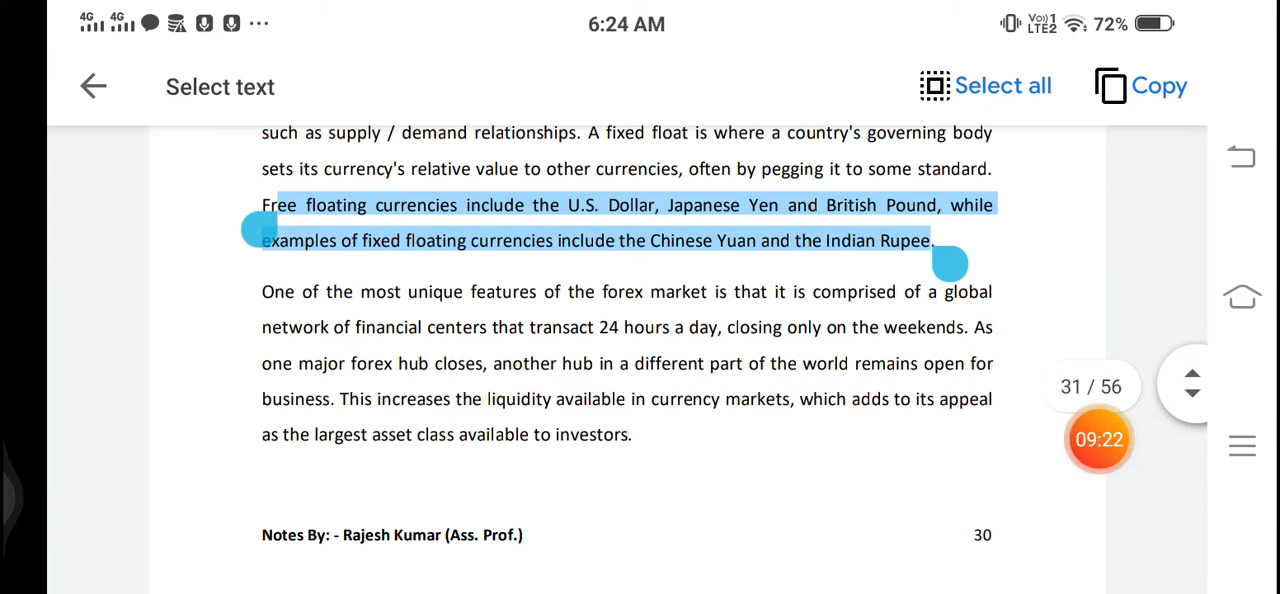 4G 4G ... 6:24 AM Vo)) 1 LTE2 72%
Select text Select all Copy
such as supply / demand relationships. A fixed float is where a country's governing body
sets its currency's relative value to other currencies, often by pegging it to some standard.
Free floating currencies include the U.S. Dollar, Japanese Yen and British Pound, while
examples of fixed floating currencies include the Chinese Yuan and the Indian Rupee.
One of the most unique features of the forex market is that it is comprised of a global
network of financial centers that transact 24 hours a day, closing only on the weekends. As
one major forex hub closes, another hub in a different part of the world remains open for
business. This increases the liquidity available in currency markets, which adds to its appeal
as the largest asset class available to investors.
31 / 56
09:22
Notes By: - Rajesh Kumar (Ass. Prof.) 30